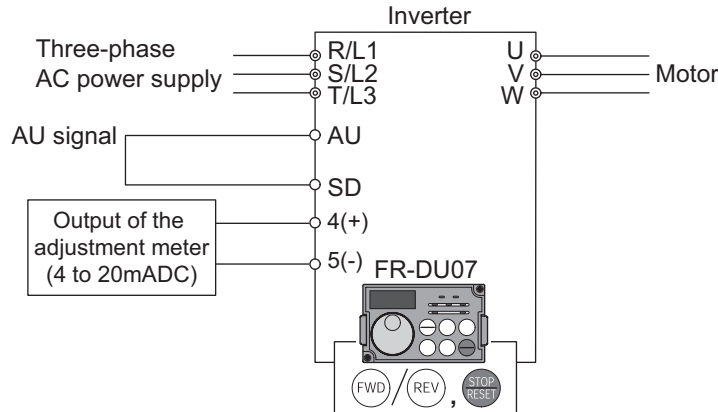 Inverter
Three-phase
AC power supply
R/L1
S/L2
T/L3
U
V
W
Motor
AU signal
AU
SD
Output of the
adjustment meter
(4 to 20mADC)
4(+)
5(-)
FR-DU07
FWD / REV , STOP
RESET